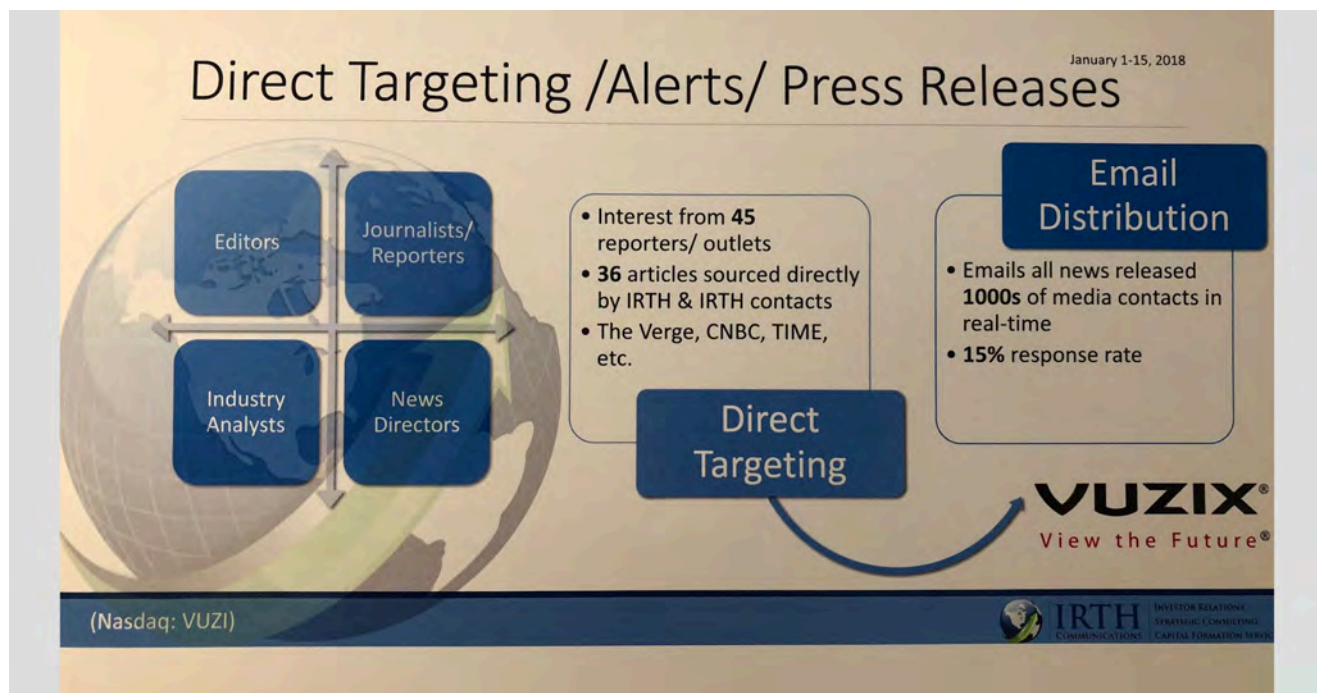 January 1-15, 2018
Direct Targeting /Alerts/ Press Releases
Editors
Journalists/
Reporters
Industry
Analysts
News
Directors
• Interest from 45
reporters/ outlets
• 36 articles sourced directly
by IRTH & IRTH contacts
• The Verge, CNBC, TIME,
etc.
Direct
Targeting
Email
Distribution
• Emails all news released
1000s of media contacts in
real-time
• 15% response rate
VUZIX®
View the Future®
(Nasdaq: VUZI)
IRTH
COMMUNICATIONS
INVESTOR RELATIONS
STRATEGIC CONSULTING
CAPITAL FORMATION SERVIC